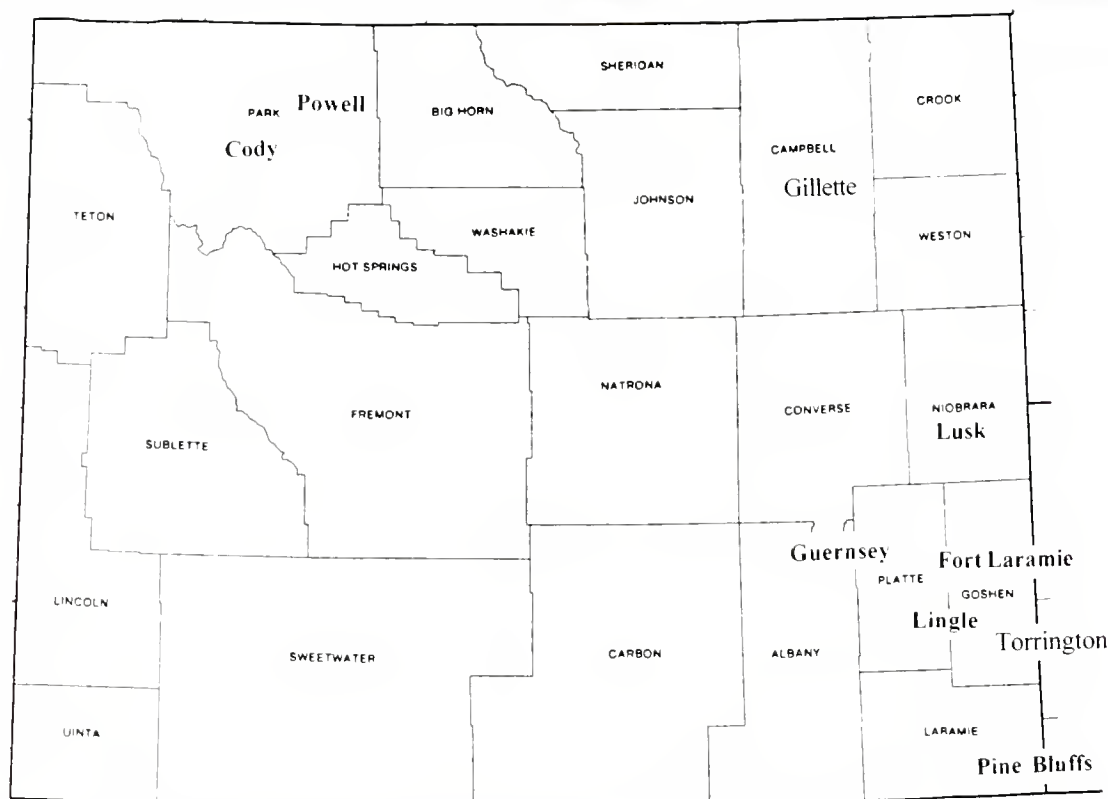 SHERIDAN
PARK
Powell
BIG HORN
CROOK
Cody
CAMPBELL
Gillette
JOHNSON
TETON
WASHAKIE
WESTON
HOT SPRINGS
NATRONA
FREMONT
CONVERSE
NIOBRARA
Lusk
SUBLETTE
Guernsey
Fort Laramie
PLATTE
GOSHEN
LINCOLN
Lingle
Torrington
SWEETWATER
CARBON
ALBANY
UINTA
LARAMIE
Pine Bluffs